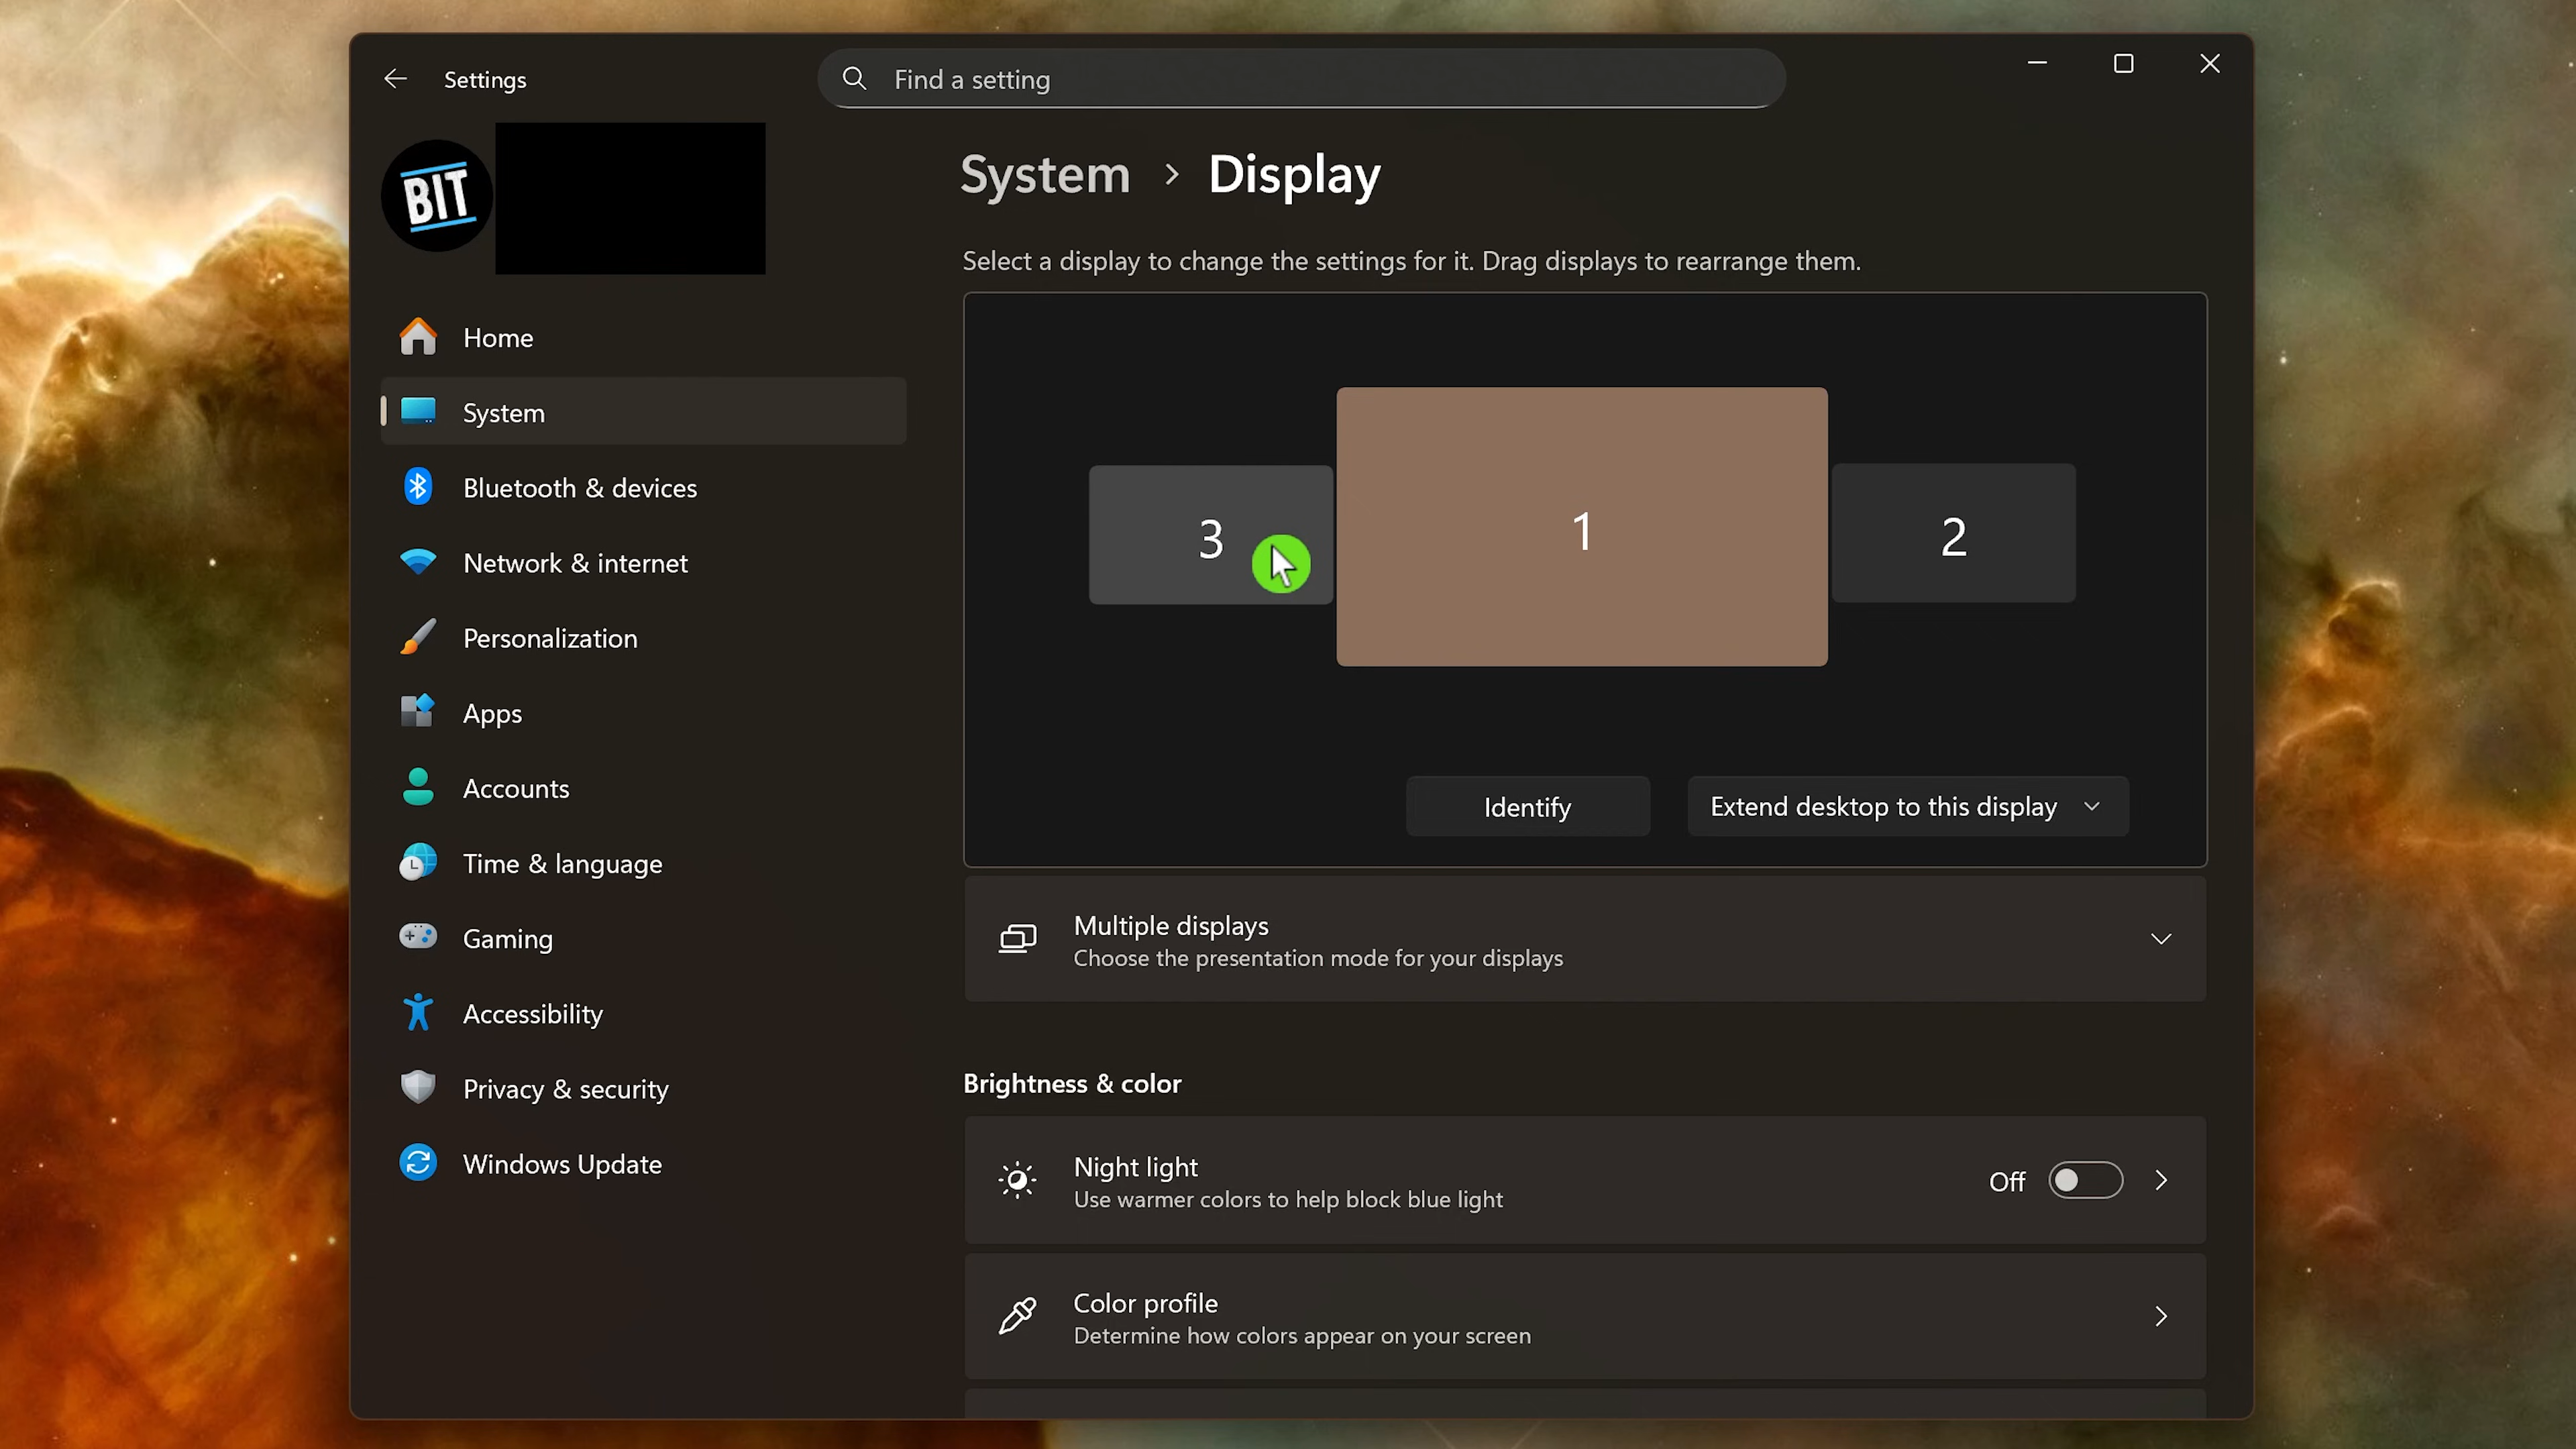 Settings
Find a setting
BIT
System > Display
Select a display to change the settings for it. Drag displays to rearrange them.
Home
System
Bluetooth & devices
Network & internet
Personalization
Apps
Accounts
Time & language
Gaming
Accessibility
Privacy & security
Windows Update
3
1
2
Identify
Extend desktop to this display
Multiple displays
Choose the presentation mode for your displays
Brightness & color
Night light
Use warmer colors to help block blue light
Off
Color profile
Determine how colors appear on your screen